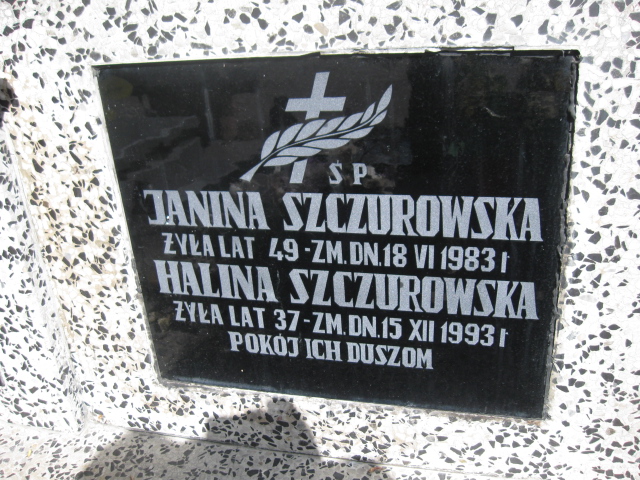 ŚP
JANINA SZCZUROWSKA
ŻYŁA LAT 49-ZM.DN.18 VI 1983 r
HALINA SZCZUROWSKA
ŻYŁA LAT 37-ZM.DN.15 XII 1993 r
POKÓJ ICH DUSZOM